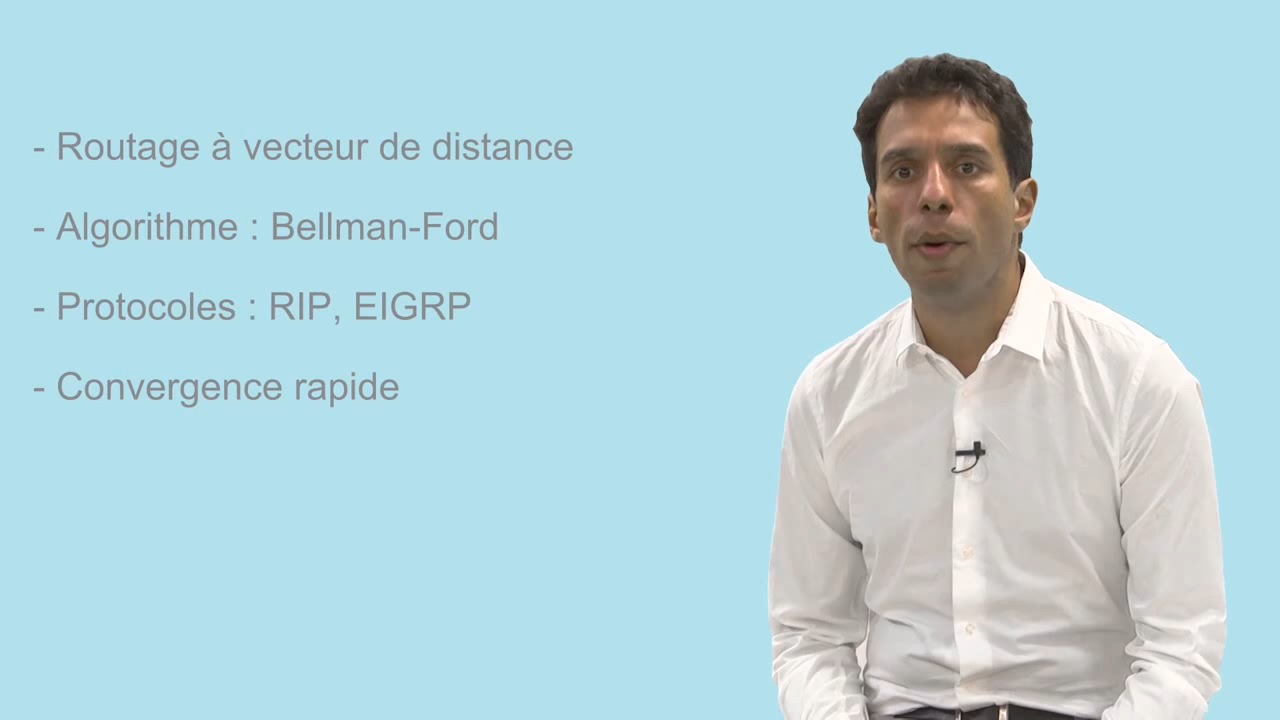 - Routage à vecteur de distance
- Algorithme : Bellman-Ford
- Protocoles : RIP, EIGRP
- Convergence rapide